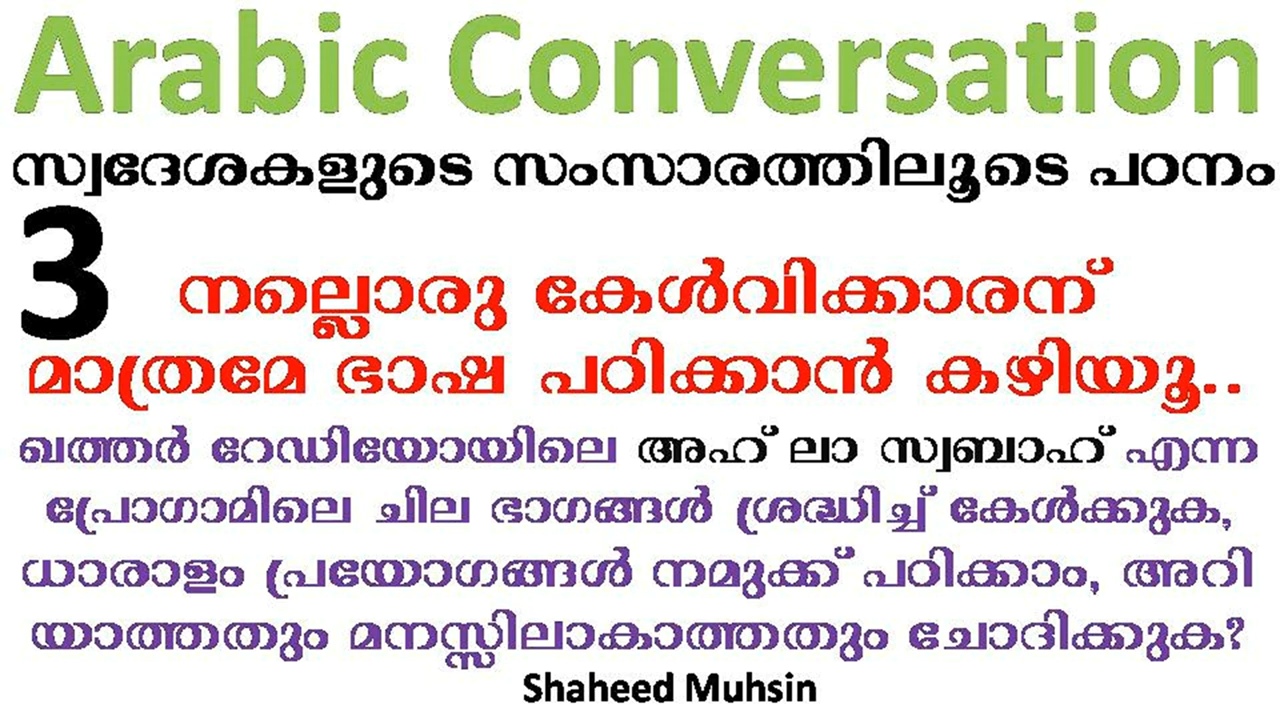 Arabic Conversation
സ്വദേശകളുടെ സംസാരത്തിലൂടെ പഠനം
3 നല്ലൊരു കേൾവിക്കാരന്
മാത്രമേ ഭാഷ പഠിക്കാൻ കഴിയൂ..
ഖത്തർ റേഡിയോയിലെ അഹ് ലാ സ്വബാഹ് എന്ന
പ്രോഗാമിലെ ചില ഭാഗങ്ങൾ ശ്രദ്ധിച്ച് കേൾക്കുക,
ധാരാളം പ്രയോഗങ്ങൾ നമുക്ക് പഠിക്കാം, അറി
യാത്തതും മനസ്സിലാകാത്തതും ചോദിക്കുക?
Shaheed Muhsin